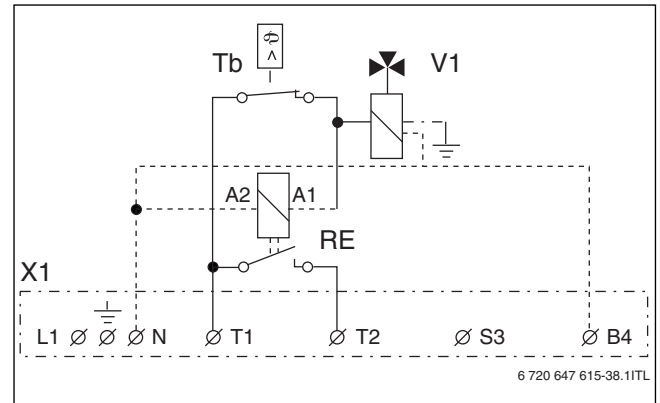 ϑ
<
Tb
V1
A2 A1
RE
X1
L1 N T1 T2 S3 B4
6 720 647 615-38.1ITL